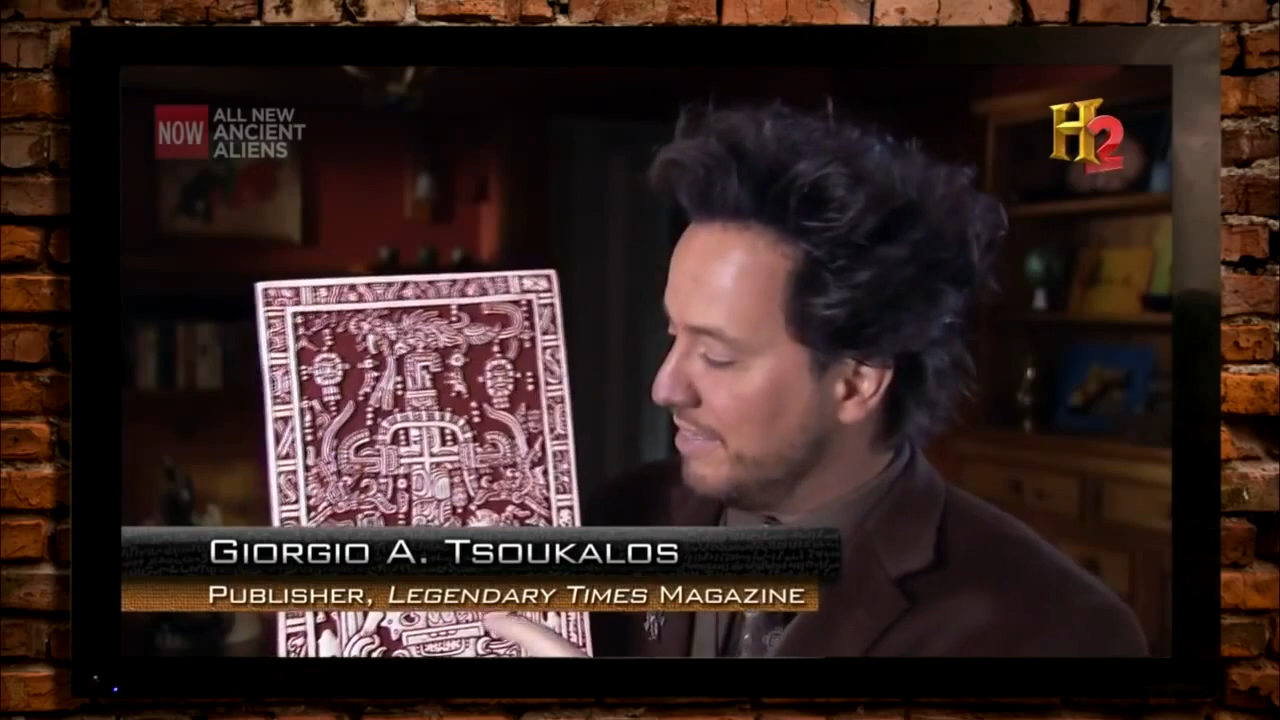 NOW
ALL NEW
ANCIENT
ALIENS
H2
GIORGIO A. TSOUKALOS
PUBLISHER, LEGENDARY TIMES MAGAZINE